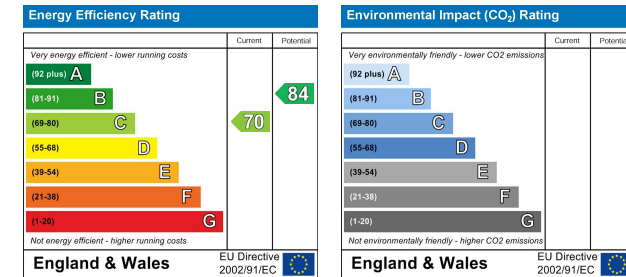 Energy Efficiency Rating
Current Potential
Very energy efficient - lower running costs
(92 plus) A
(81-91) B
84
(69-80) C
70
(55-68) D
(39-54) E
(21-38) F
(1-20) G
Not energy efficient - higher running costs
England & Wales
EU Directive
2002/91/EC
Environmental Impact (CO₂) Rating
Current Potential
Very environmentally friendly - lower CO2 emissions
(92 plus) A
(81-91) B
(69-80) C
(55-68) D
(39-54) E
(21-38) F
(1-20) G
Not environmentally friendly - higher CO2 emissions
England & Wales
EU Directive
2002/91/EC